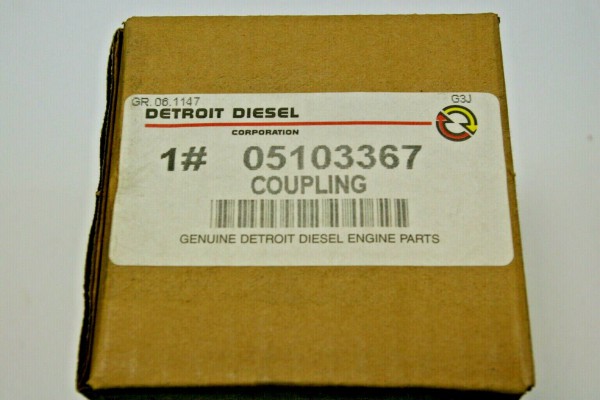 GR. 06.1147 G3J
DETROIT DIESEL
CORPORATION
1# 05103367
COUPLING
GENUINE DETROIT DIESEL ENGINE PARTS